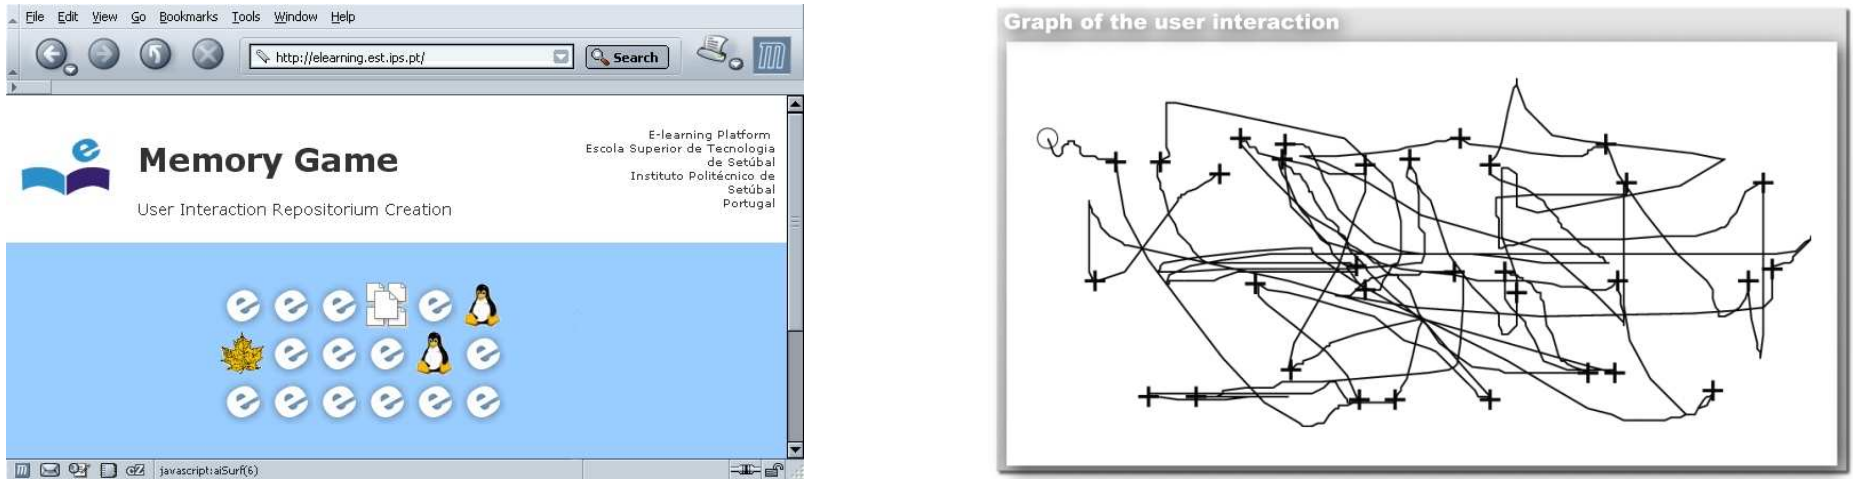 File Edit View Go Bookmarks Tools Window Help
http://elearning.est.ips.pt/ Search
Memory Game
User Interaction Repositorium Creation
E-learning Platform
Escola Superior de Tecnologia
de Setúbal
Instituto Politécnico de
Setúbal
Portugal
javascript:aiSurf(6)
Graph of the user interaction